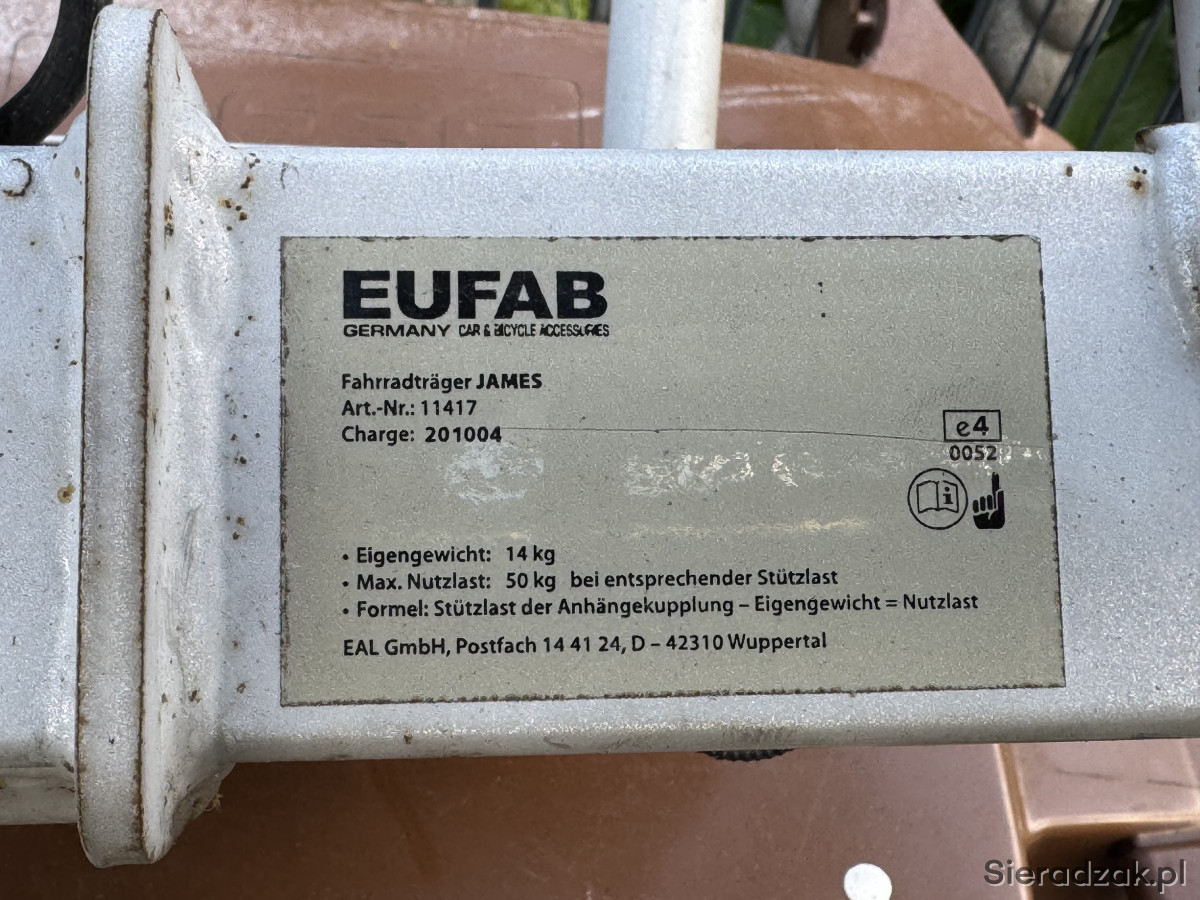 EUFAB
GERMANY CAR & BICYCLE ACCESSORIES
Fahrradträger JAMES
Art.-Nr.: 11417
Charge: 201004
e4
0052
i
• Eigengewicht: 14 kg
• Max. Nutzlast: 50 kg bei entsprechender Stützlast
• Formel: Stützlast der Anhängekupplung – Eigengewicht = Nutzlast
EAL GmbH, Postfach 14 41 24, D – 42310 Wuppertal
Sieradzak.pl